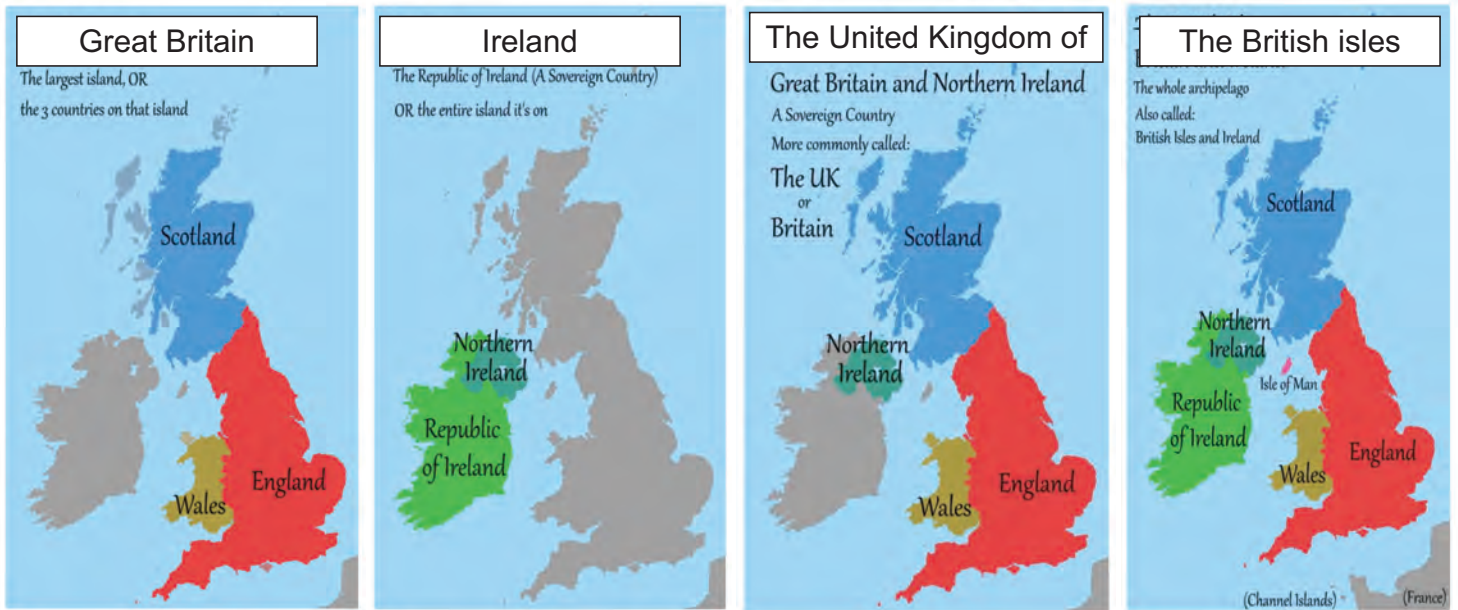 Great Britain
The largest island, OR
the 3 countries on that island
Scotland
Wales
England
Ireland
The Republic of Ireland (A Sovereign Country)
OR the entire island it's on
Northern
Ireland
Republic
of Ireland
The United Kingdom of
Great Britain and Northern Ireland
A Sovereign Country
More commonly called:
The UK
or
Britain
Scotland
Northern
Ireland
Wales
England
The British isles
The whole archipelago
Also called:
British Isles and Ireland
Scotland
Northern
Ireland
Isle of Man
Republic
of Ireland
Wales
England
(Channel Islands)
(France)